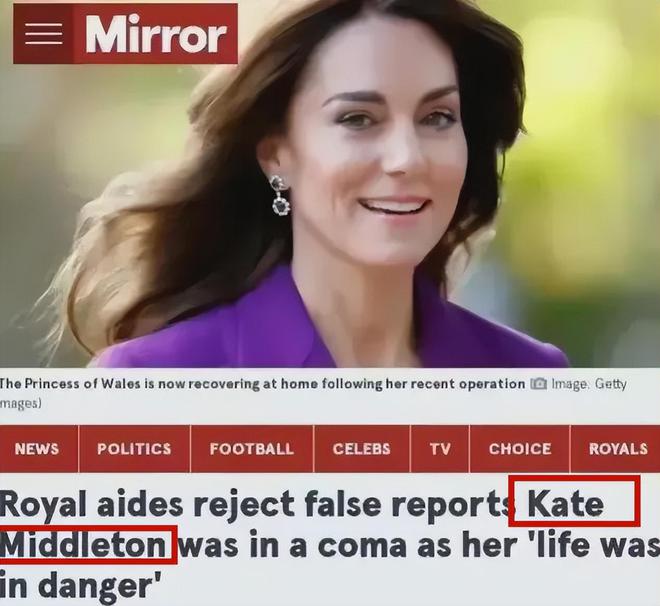 Mirror
The Princess of Wales is now recovering at home following her recent operation Image. Getty
mages)
NEWS POLITICS FOOTBALL CELEBS TV CHOICE ROYALS
Royal aides reject false reports Kate
Middleton was in a coma as her 'life was
in danger'